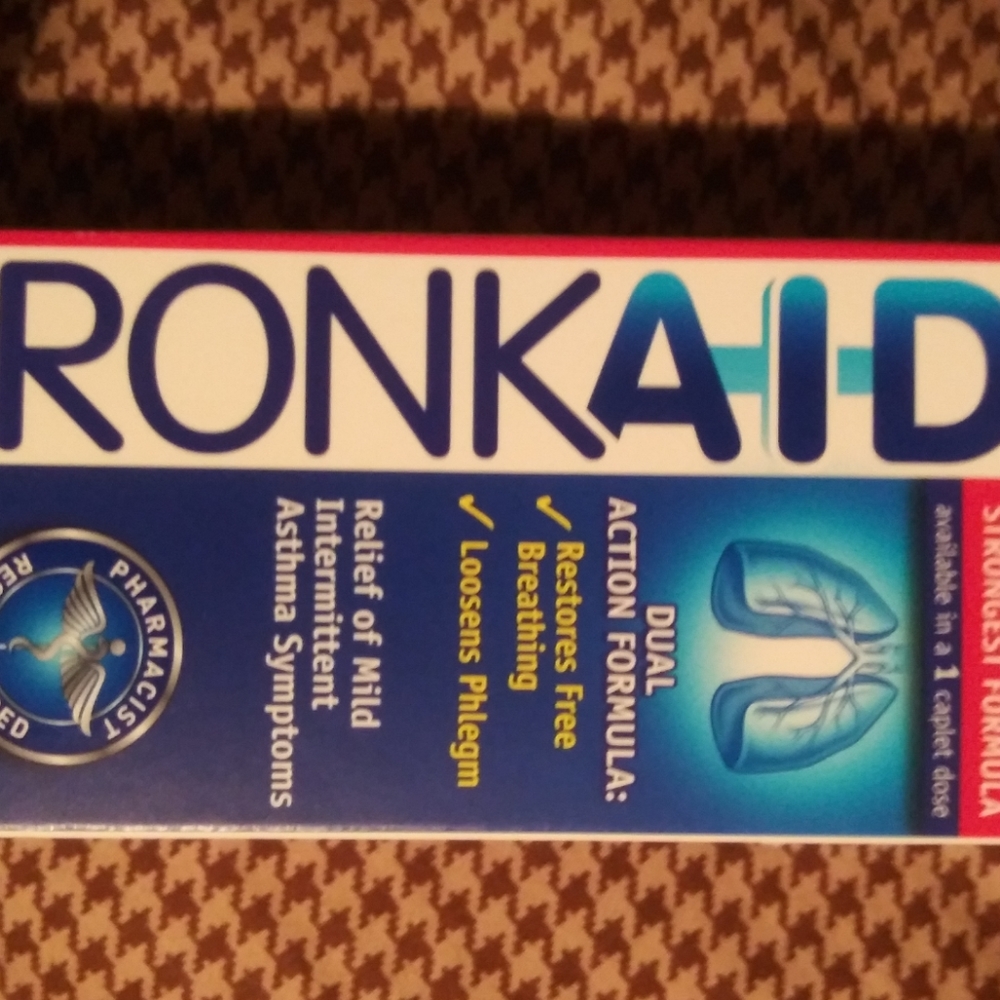 RONKAID
STRONGEST FORMULA
available in a 1 caplet dose
DUAL
ACTION FORMULA:
✓ Restores Free
Breathing
✓ Loosens Phlegm
Relief of Mild
Intermittent
Asthma Symptoms
PHARMACIST